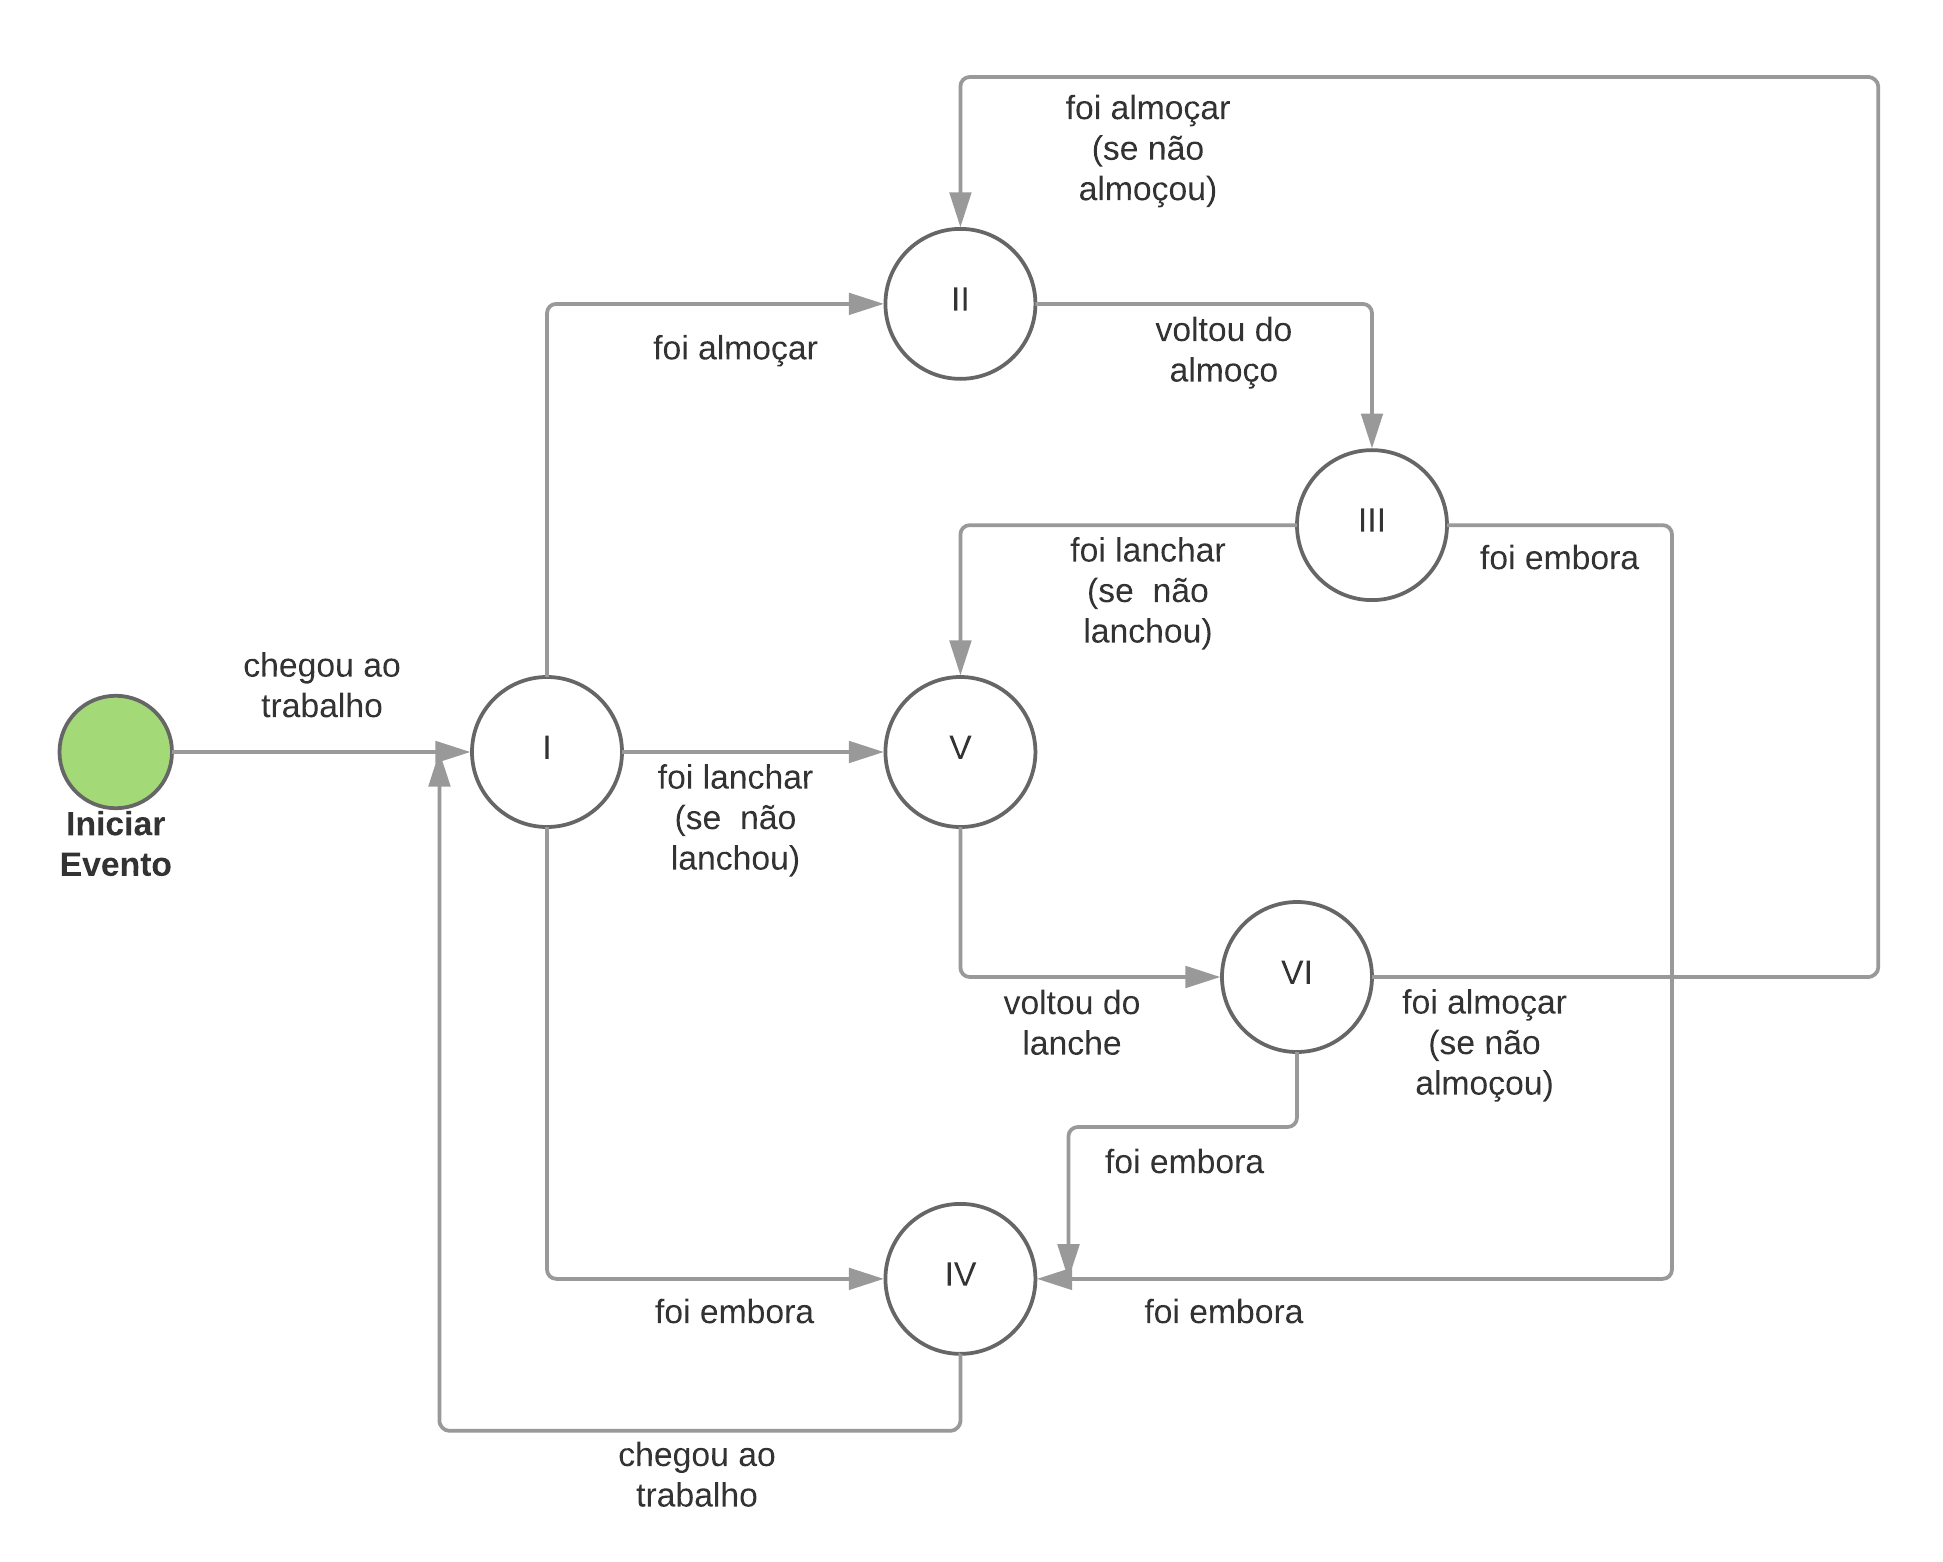 foi almoçar
(se não
almoçou)
II
foi almoçar
voltou do
almoço
III
foi lanchar
(se  não
lanchou)
foi embora
chegou ao
trabalho
Iniciar
Evento
I
foi lanchar
(se  não
lanchou)
V
voltou do
lanche
VI
foi almoçar
(se não
almoçou)
foi embora
IV
foi embora
foi embora
chegou ao
trabalho